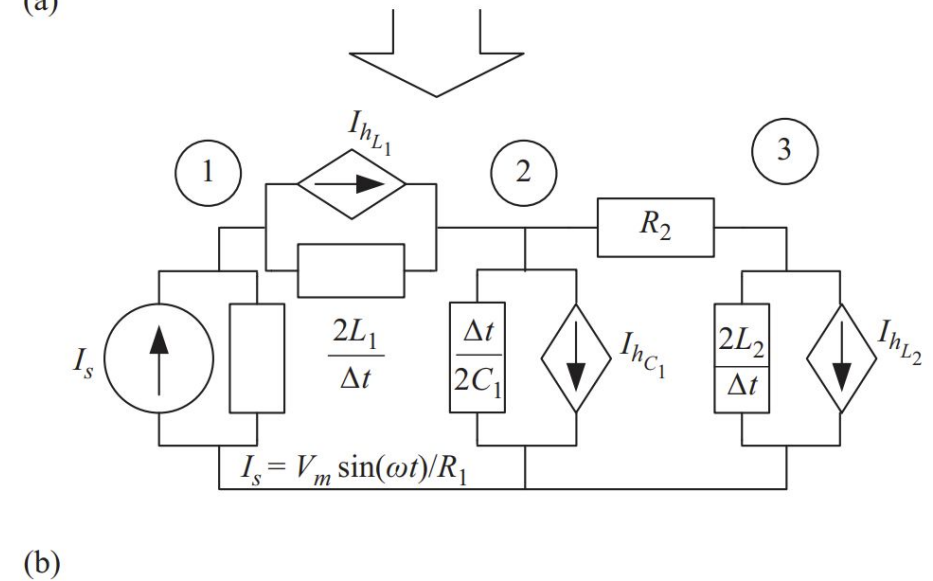 (a)
I_{h_{L_1}}
1
2
3
R_2
I_s
2L_1
Δt
Δt
2C_1
I_{h_{C_1}}
2L_2
Δt
I_{h_{L_2}}
I_s = V_m sin(ωt)/R_1
(b)